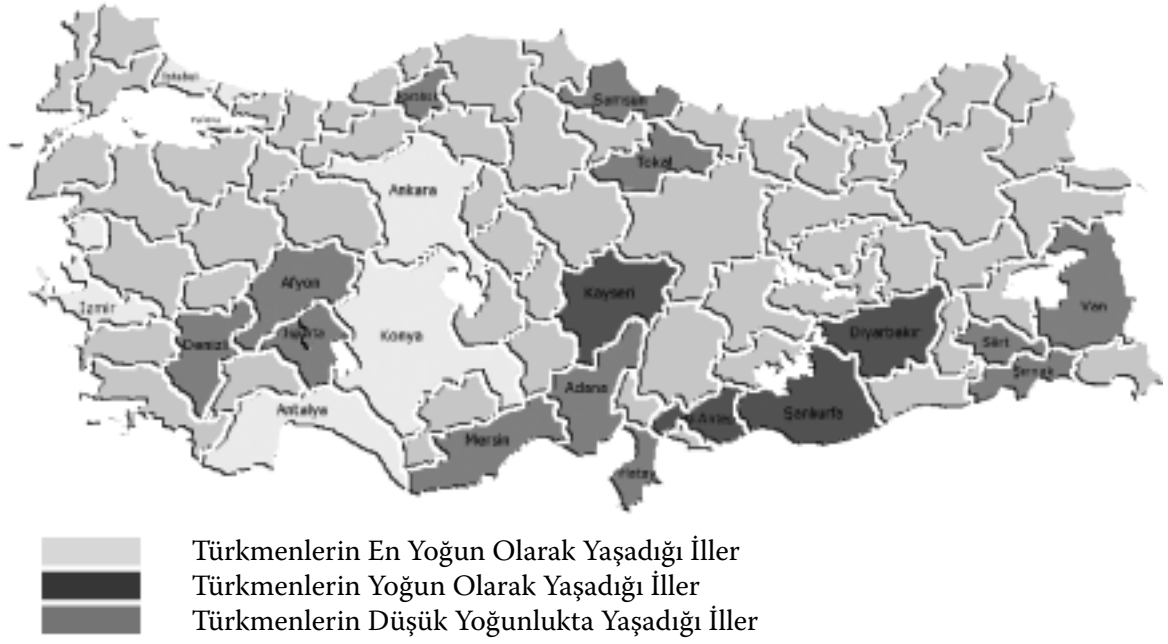 İstanbul
Yalova
Samsun
Tokat
Ankara
Afyon
Kayseri
Van
İzmir
Konya
Diyarbakır
Denizli
Isparta
Siirt
Şırnak
Adana
Antalya
Şanlıurfa
Mersin
Hatay
Türkmenlerin En Yoğun Olarak Yaşadığı İller
Türkmenlerin Yoğun Olarak Yaşadığı İller
Türkmenlerin Düşük Yoğunlukta Yaşadığı İller